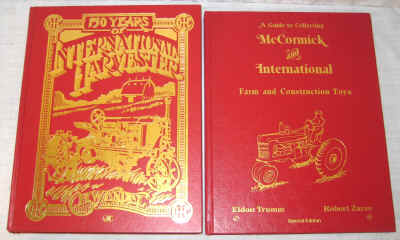 150 YEARS
OF
INTERNATIONAL
HARVESTER
C.H. WENDEL
A Guide to Collecting
McCormick
and
International
Farm and Construction Toys
Eldon Trumm
Robert Zarse
Special Edition